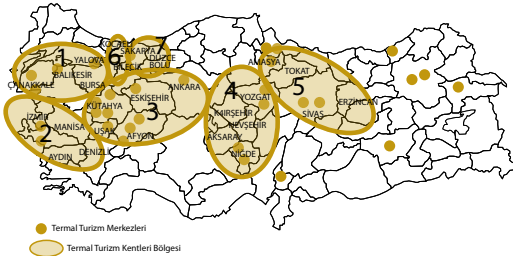 1
YALOVA
BALIKESİR
ÇANAKKALE
BURSA
KOCAELİ
SAKARYA
6
7
DÜZCE
BİLECİK
BOLU
İZMİR
2
MANİSA
AYDIN
DENİZLİ
KÜTAHYA
ESKİŞEHİR
ANKARA
3
UŞAK
AFYON
4
YOZGAT
KIRŞEHİR
NEVŞEHİR
AKSARAY
NİĞDE
AMASYA
TOKAT
5
SİVAS
ERZİNCAN
Termal Turizm Merkezleri
Termal Turizm Kentleri Bölgesi